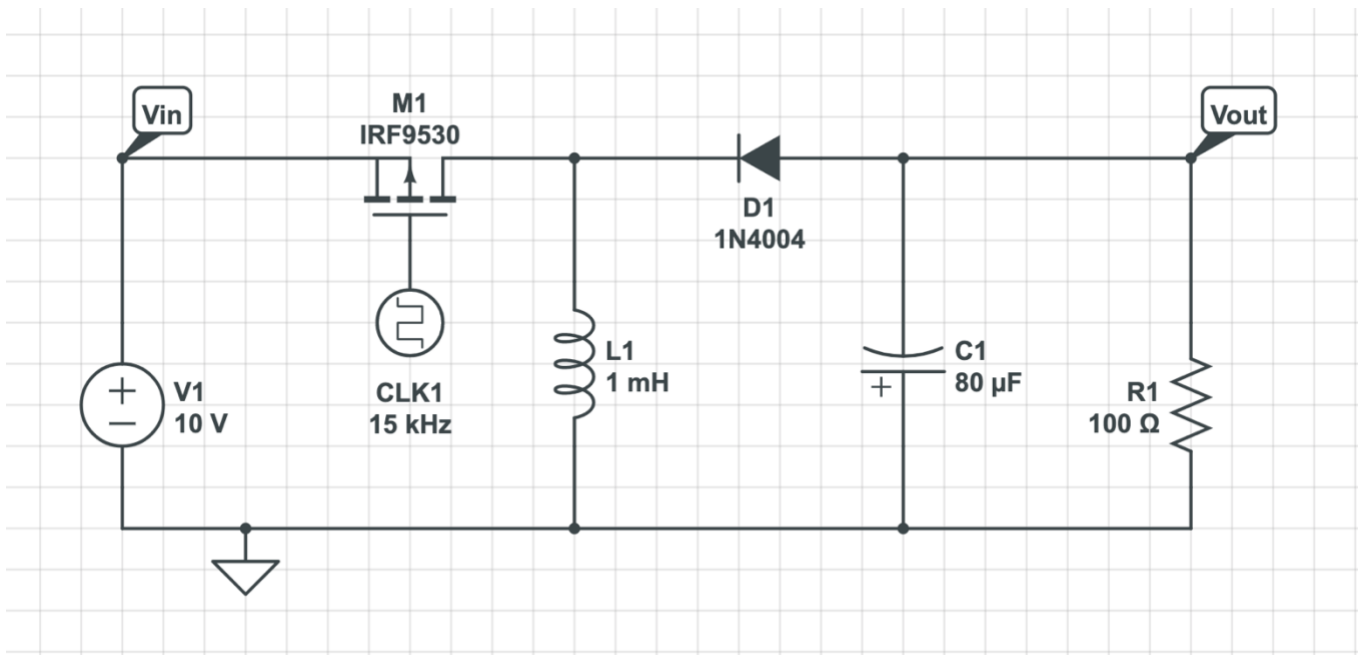 Vin
M1
IRF9530
Vout
D1
1N4004
V1
10 V
CLK1
15 kHz
L1
1 mH
C1
80 µF
R1
100 Ω